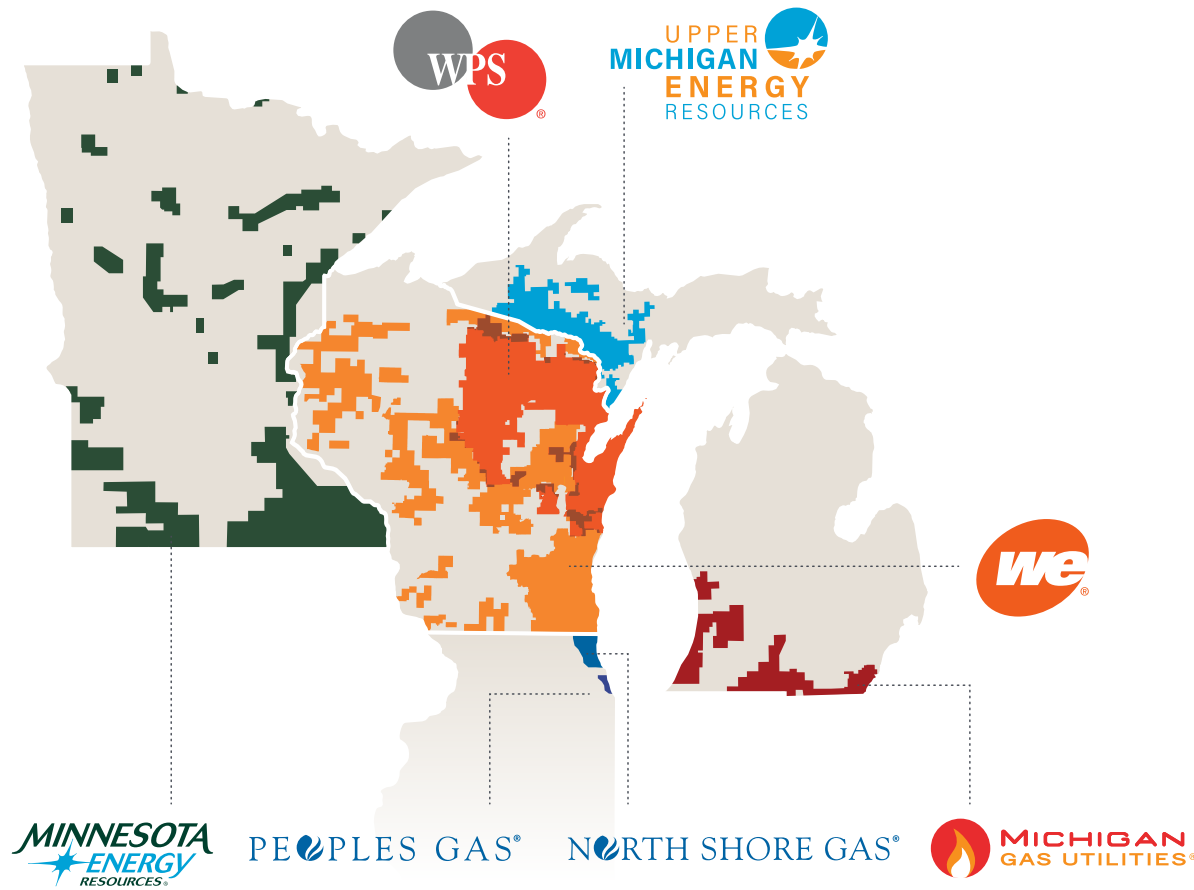 WPS®
UPPER
MICHIGAN
ENERGY
RESOURCES
we®
MINNESOTA
ENERGY
RESOURCES®
PEOPLES GAS®
NORTH SHORE GAS®
MICHIGAN
GAS UTILITIES®